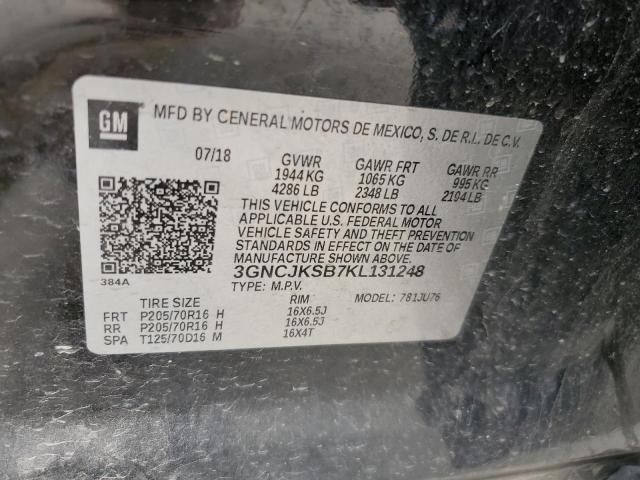 GM
MFD BY GENERAL MOTORS DE MEXICO, S. DE R.L. DE C.V.
07/18 GVWR GAWR FRT GAWR RR
1944 KG 1065 KG 995 KG
4286 LB 2348 LB 2194 LB
THIS VEHICLE CONFORMS TO ALL
APPLICABLE U.S. FEDERAL MOTOR
VEHICLE SAFETY AND THEFT PREVENTION
STANDARDS IN EFFECT ON THE DATE OF
MANUFACTURE SHOWN ABOVE.
3GNCJKSB7KL131248
384A
TYPE: M.P.V. MODEL: 781JU76
TIRE SIZE RIM
FRT P205/70R16 H 16X6.5J
RR P205/70R16 H 16X6.5J
SPA T125/70D16 M 16X4T